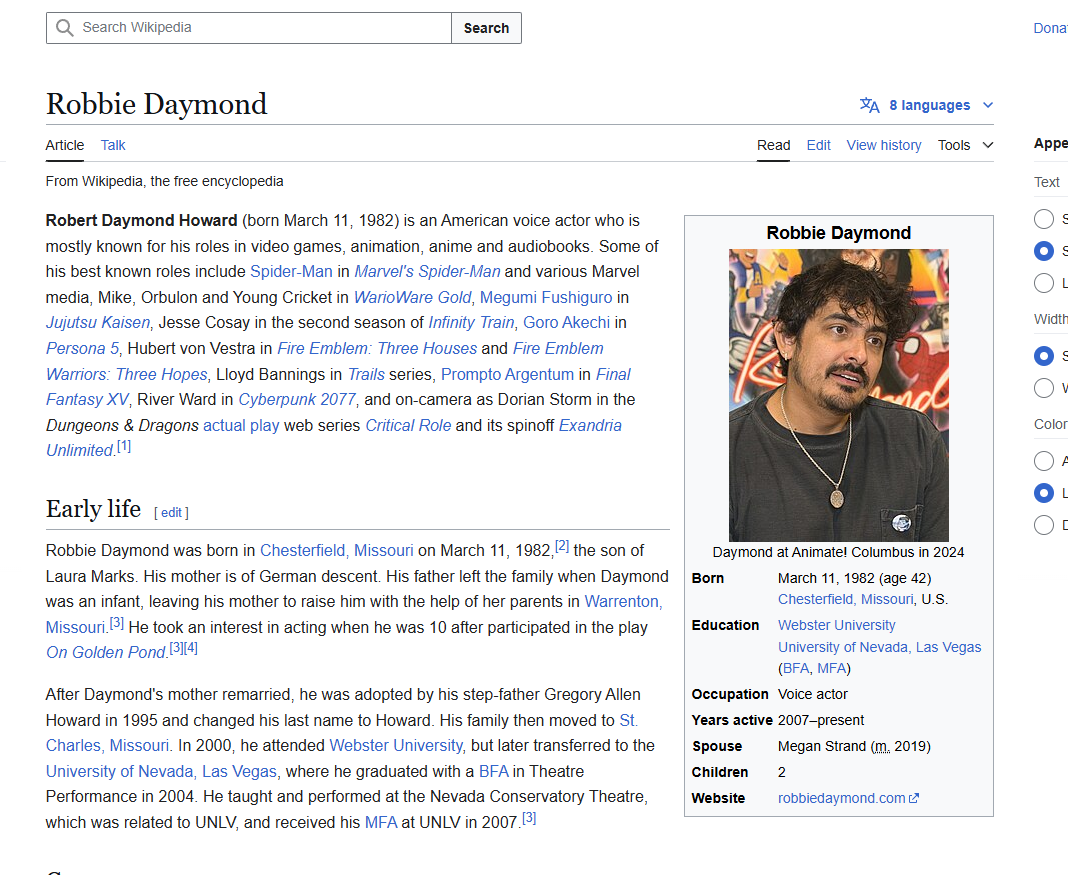 Search Wikipedia
Search
Dona
Robbie Daymond
8 languages
Article
Talk
Read
Edit
View history
Tools
From Wikipedia, the free encyclopedia
Robert Daymond Howard (born March 11, 1982) is an American voice actor who is
mostly known for his roles in video games, animation, anime and audiobooks. Some of
his best known roles include Spider-Man in Marvel's Spider-Man and various Marvel
media, Mike, Orbulon and Young Cricket in WarioWare Gold, Megumi Fushiguro in
Jujutsu Kaisen, Jesse Cosay in the second season of Infinity Train, Goro Akechi in
Persona 5, Hubert von Vestra in Fire Emblem: Three Houses and Fire Emblem
Warriors: Three Hopes, Lloyd Bannings in Trails series, Prompto Argentum in Final
Fantasy XV, River Ward in Cyberpunk 2077, and on-camera as Dorian Storm in the
Dungeons & Dragons actual play web series Critical Role and its spinoff Exandria
Unlimited.[1]
Early life [ edit ]
Robbie Daymond was born in Chesterfield, Missouri on March 11, 1982,[2] the son of
Laura Marks. His mother is of German descent. His father left the family when Daymond
was an infant, leaving his mother to raise him with the help of her parents in Warrenton,
Missouri.[3] He took an interest in acting when he was 10 after participated in the play
On Golden Pond.[3][4]
After Daymond's mother remarried, he was adopted by his step-father Gregory Allen
Howard in 1995 and changed his last name to Howard. His family then moved to St.
Charles, Missouri. In 2000, he attended Webster University, but later transferred to the
University of Nevada, Las Vegas, where he graduated with a BFA in Theatre
Performance in 2004. He taught and performed at the Nevada Conservatory Theatre,
which was related to UNLV, and received his MFA at UNLV in 2007.[3]
Robbie Daymond
Daymond at Animate! Columbus in 2024
Born March 11, 1982 (age 42)
Chesterfield, Missouri, U.S.
Education Webster University
University of Nevada, Las Vegas
(BFA, MFA)
Occupation Voice actor
Years active 2007–present
Spouse Megan Strand (m. 2019)
Children 2
Website robbiedaymond.com
Appe
Text
S
S
L
Width
S
W
Color
A
L
D